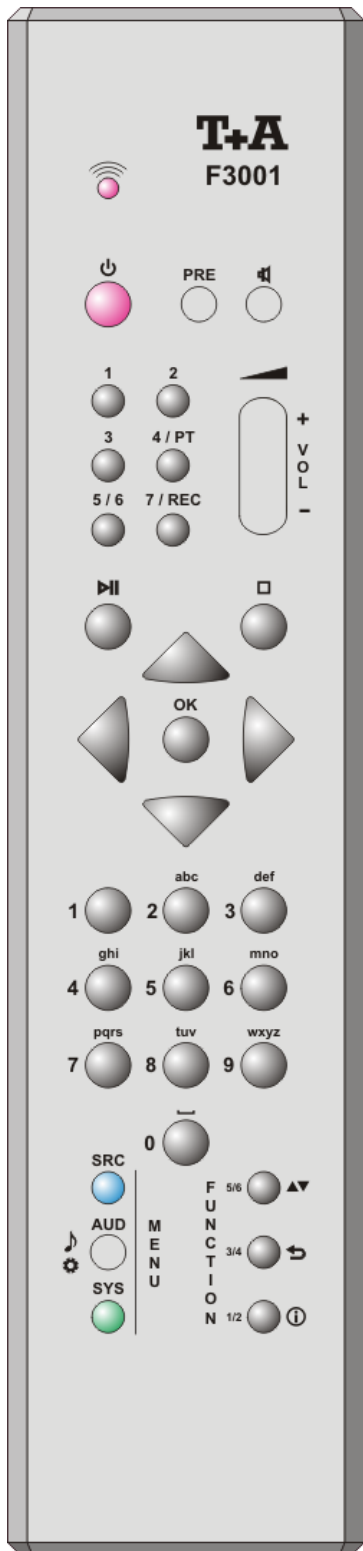 T+A
F3001
PRE
1 2
3 4 / PT
5 / 6 7 / REC
+
VOL
-
OK
abc def
1 2 3
ghi jkl mno
4 5 6
pqrs tuv wxyz
7 8 9
0
SRC
AUD
SYS
MENU
FUNCTION
5/6
3/4
1/2
i